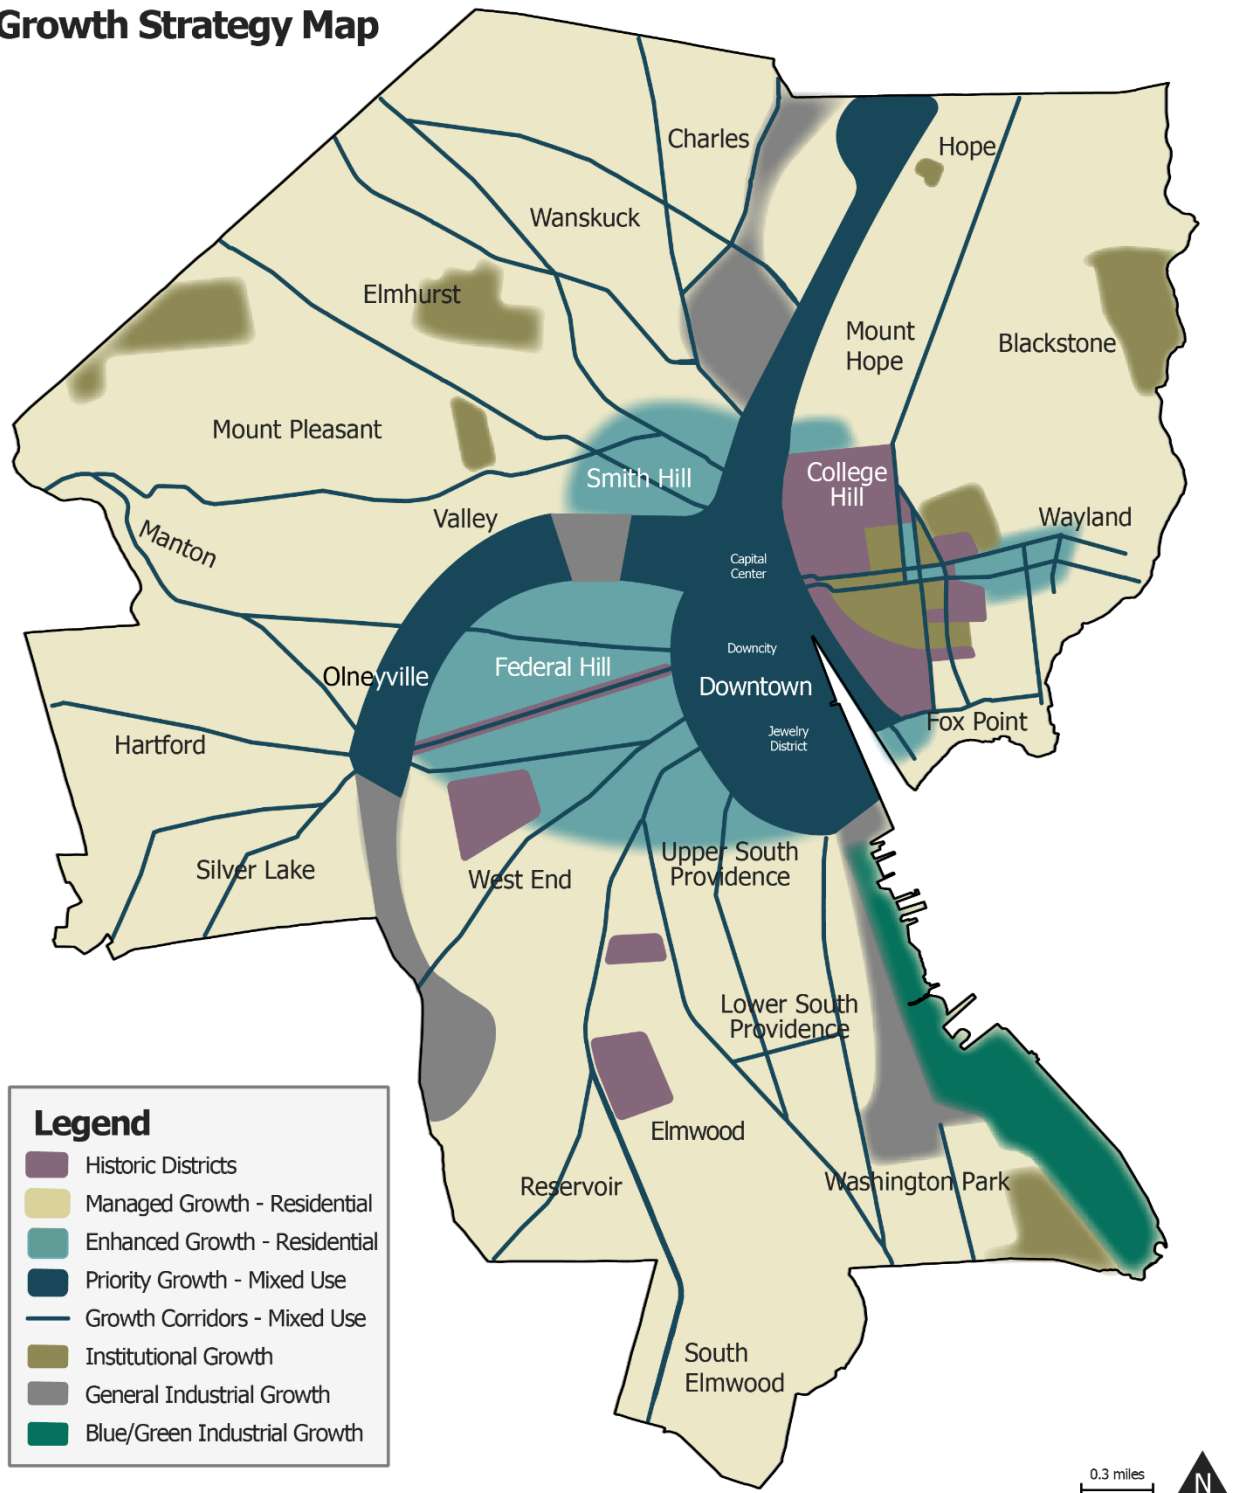 Growth Strategy Map
Charles
Hope
Wanskuck
Elmhurst
Mount
Hope
Blackstone
Mount Pleasant
Smith Hill
College
Hill
Valley
Wayland
Manton
Capital
Center
Downcity
Federal Hill
Olneyville
Downtown
Jewelry
District
Fox Point
Hartford
Silver Lake
West End
Upper South
Providence
Lower South
Providence
Elmwood
Reservoir
Washington Park
South
Elmwood
Legend
Historic Districts
Managed Growth - Residential
Enhanced Growth - Residential
Priority Growth - Mixed Use
Growth Corridors - Mixed Use
Institutional Growth
General Industrial Growth
Blue/Green Industrial Growth
0.3 miles
N